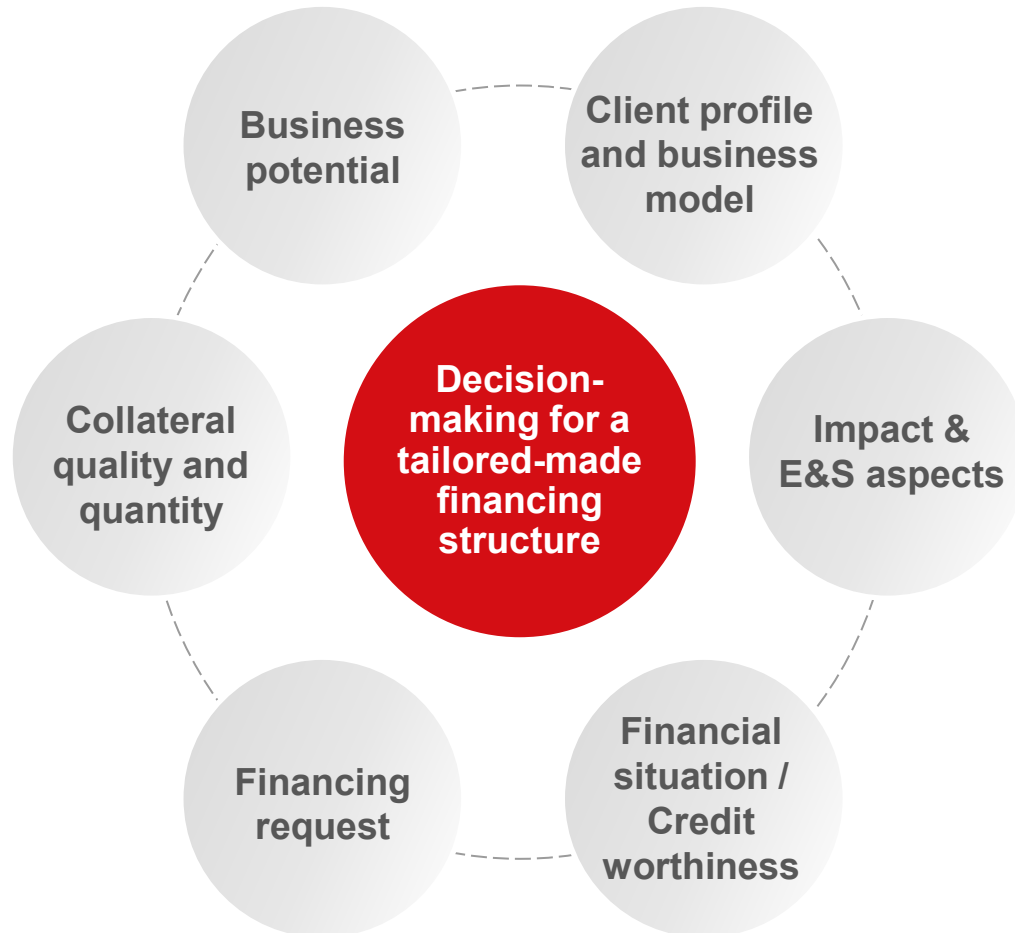 Business
potential
Client profile
and business
model
Collateral
quality and
quantity
Decision-
making for a
tailored-made
financing
structure
Impact &
E&S aspects
Financing
request
Financial
situation /
Credit
worthiness